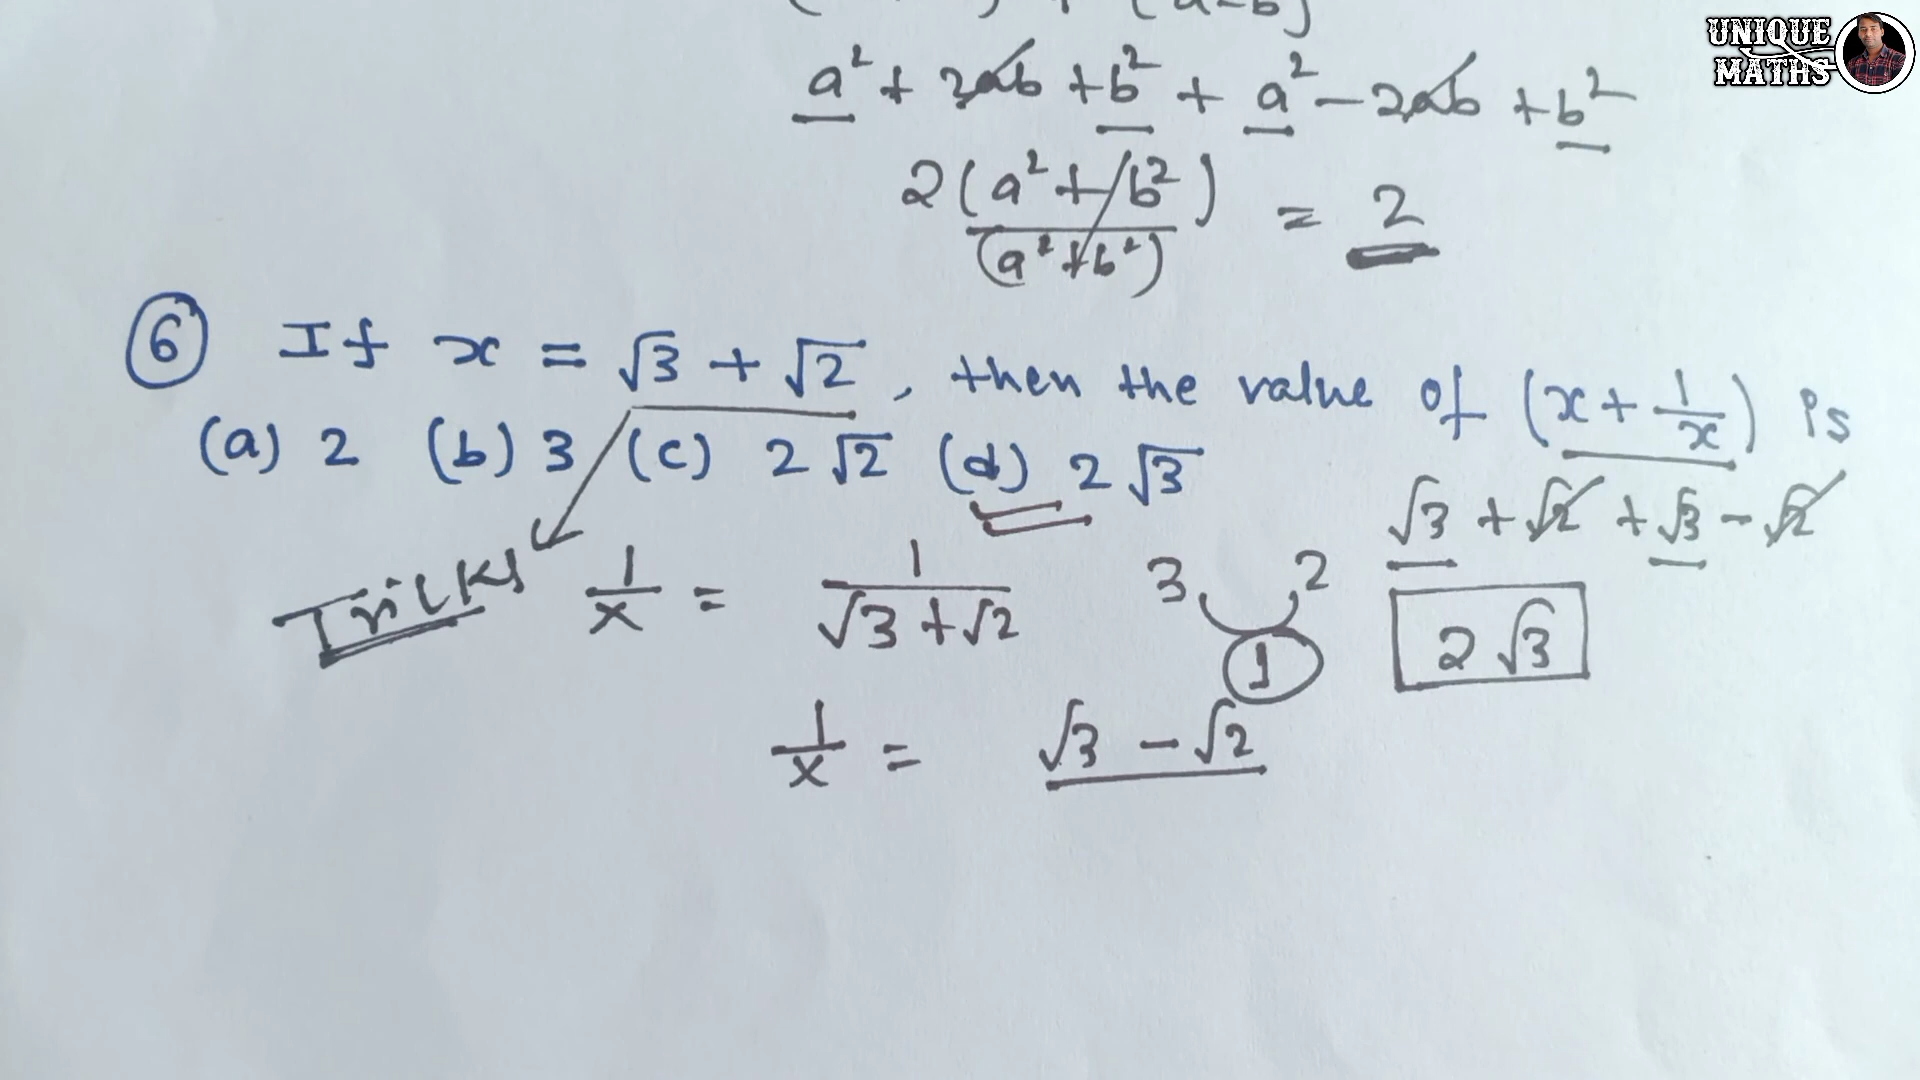 UNIQUE
MATHS
(a-b)
a² + 2ab + b² + a² - 2ab + b²
2(a² + b²)
(a² + b²)
= 2
6 If x = √3 + √2, then the value of (x + 1/x) is
(a) 2 (b) 3 (c) 2√2 (d) 2√3
√3 + √2 + √3 - √2
Tricks 1/x = 1/(√3 + √2)
3 2
1
2√3
1/x = √3 - √2